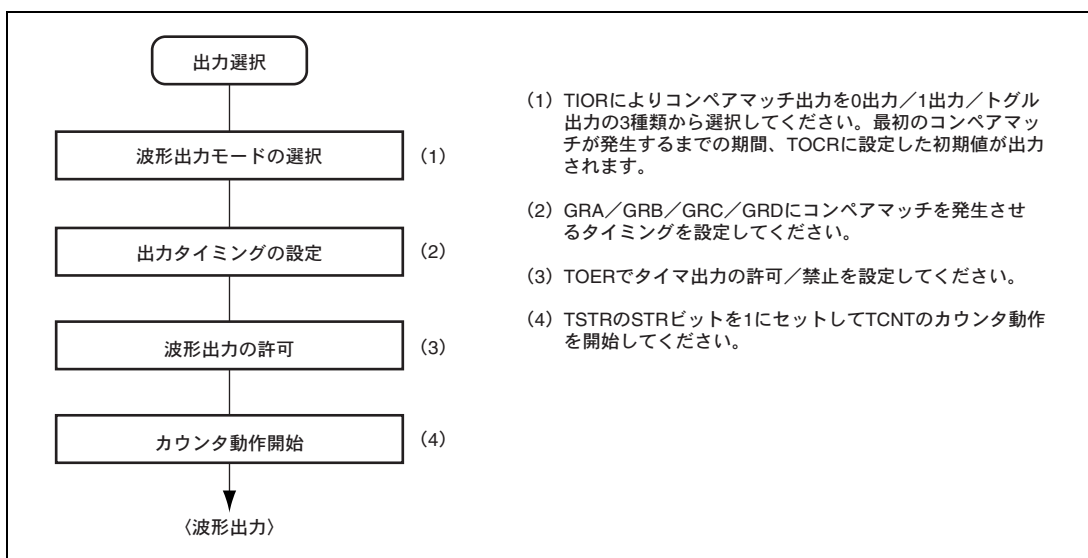 出力選択
波形出力モードの選択
(1)
出力タイミングの設定
(2)
波形出力の許可
(3)
カウンタ動作開始
(4)
〈波形出力〉
(1) TIORによりコンペアマッチ出力を0出力／1出力／トグル
出力の3種類から選択してください。最初のコンペアマッ
チが発生するまでの期間、TOCRに設定した初期値が出力
されます。
(2) GRA／GRB／GRC／GRDにコンペアマッチを発生させ
るタイミングを設定してください。
(3) TOERでタイマ出力の許可／禁止を設定してください。
(4) TSTRのSTRビットを1にセットしてTCNTのカウンタ動作
を開始してください。